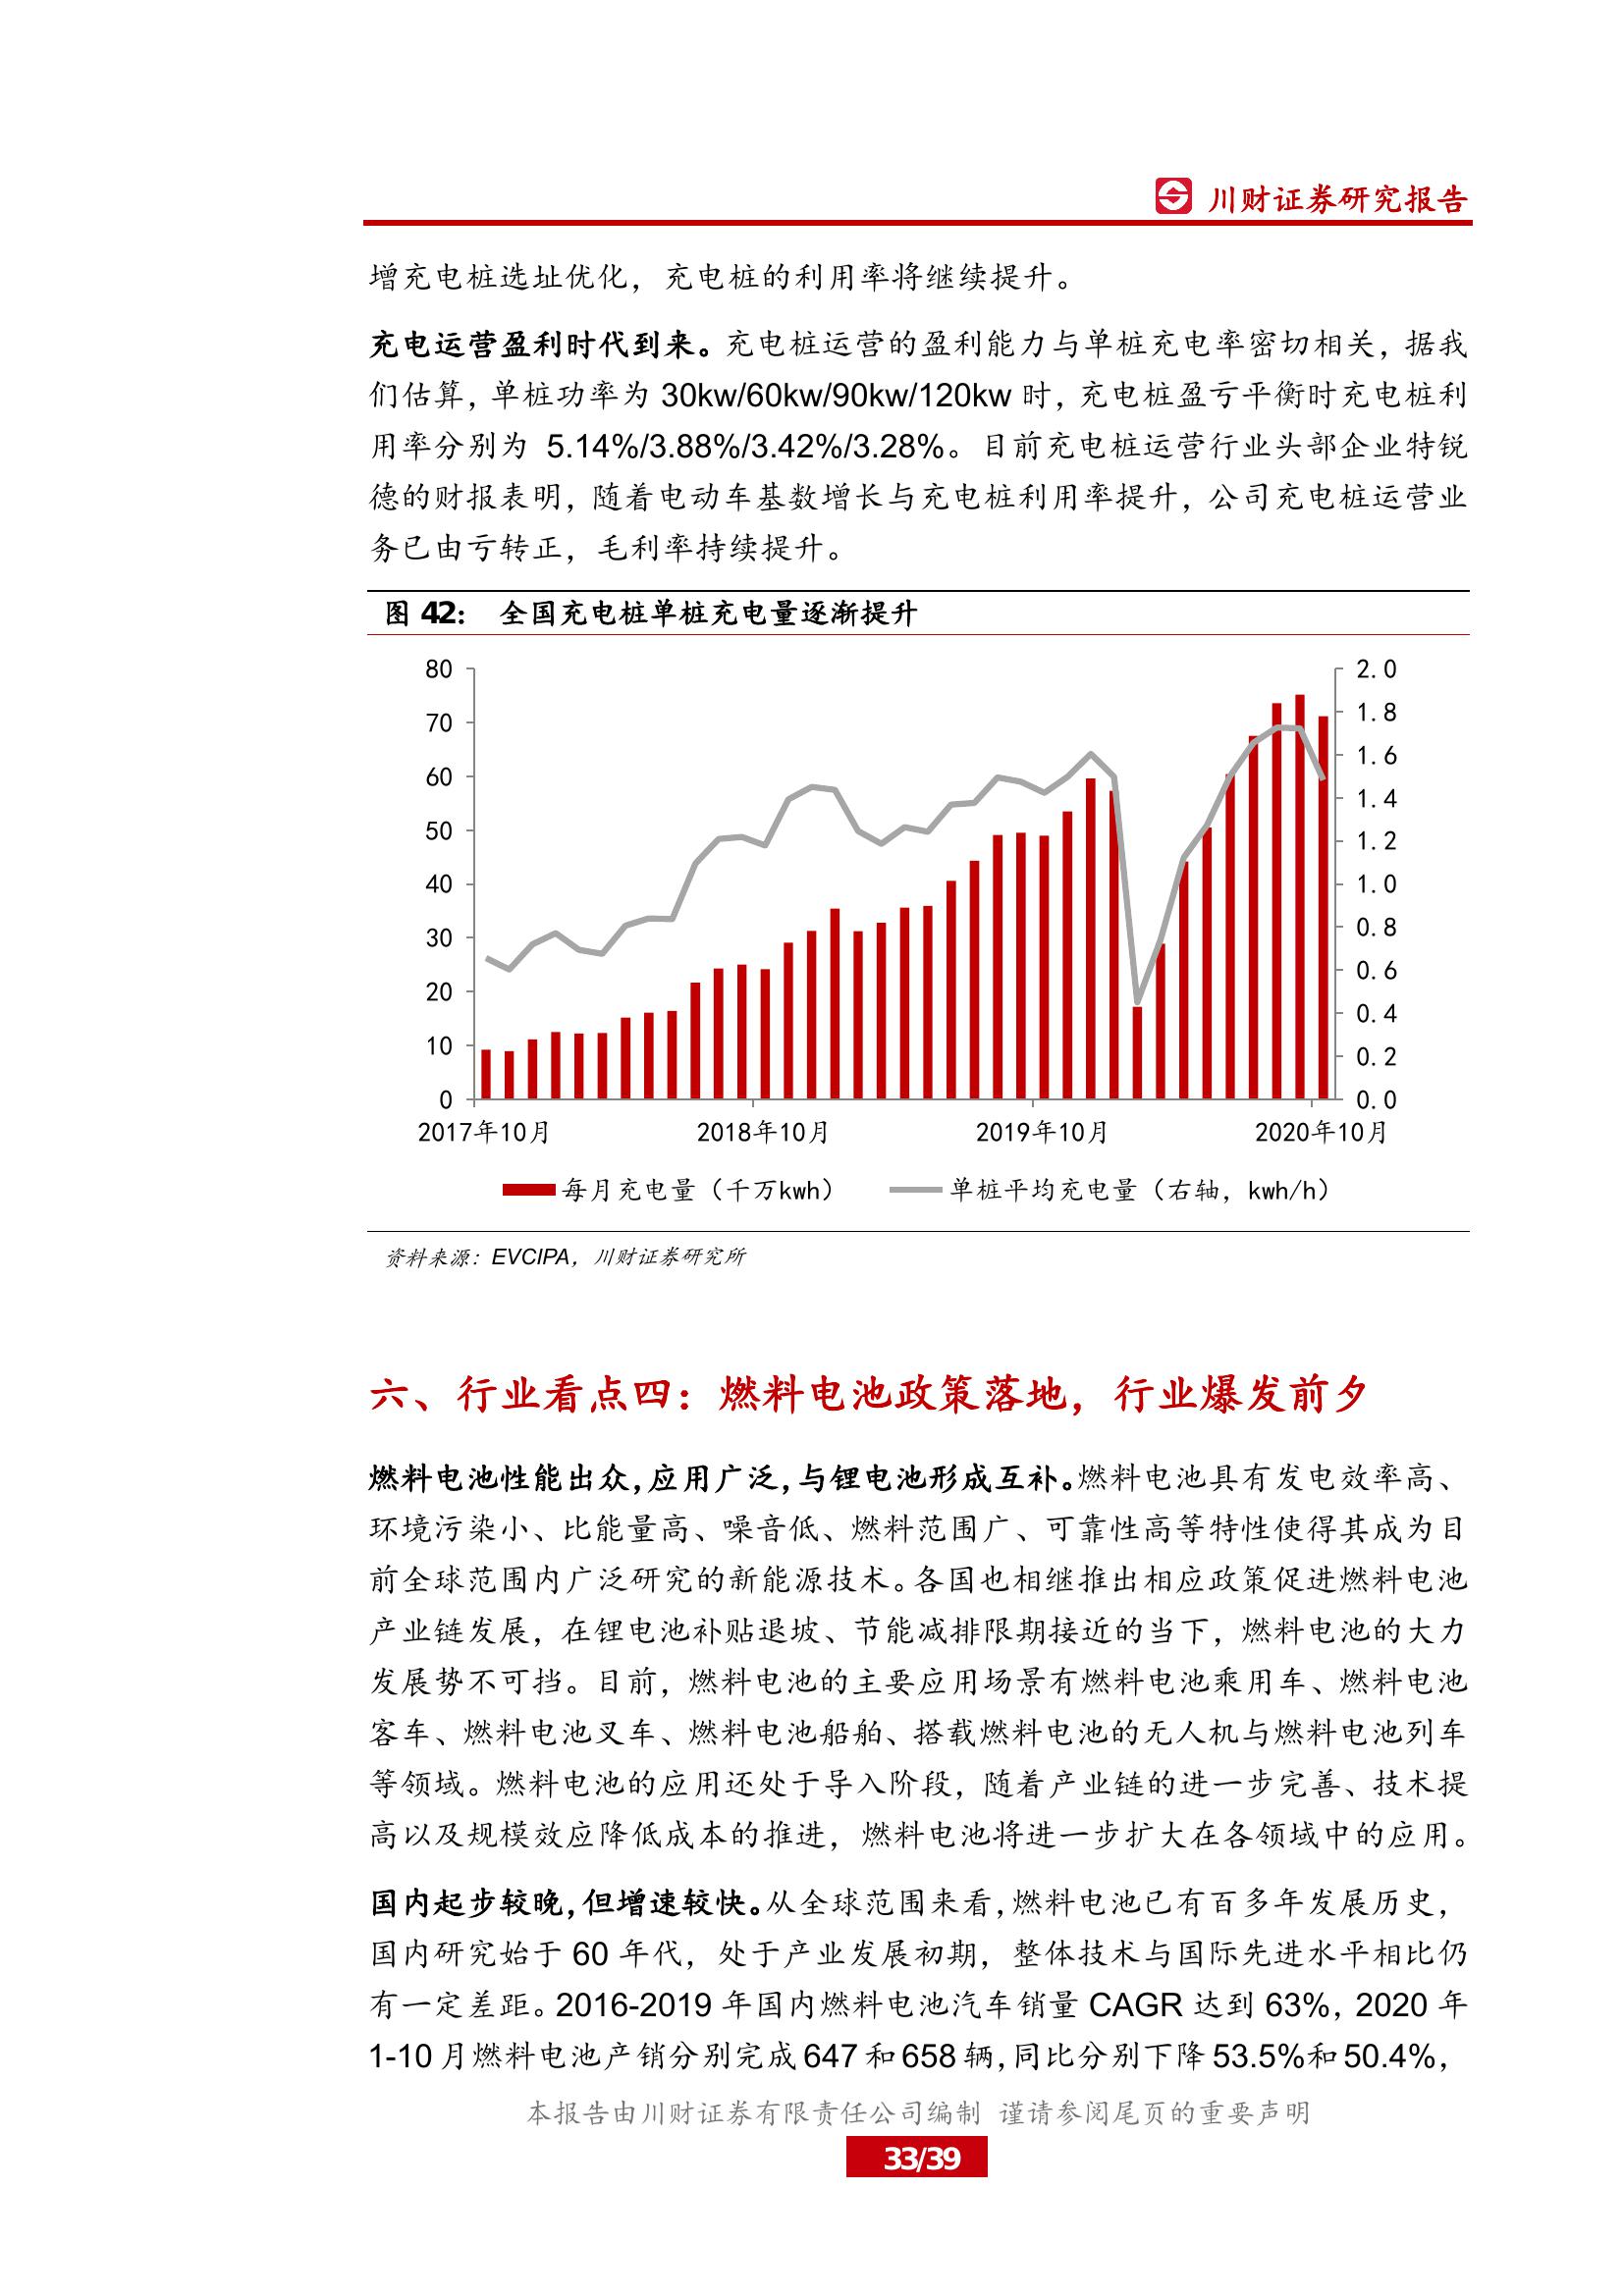 川财证券研究报告
增充电桩选址优化，充电桩的利用率将继续提升。
充电运营盈利时代到来。充电桩运营的盈利能力与单桩充电率密切相关，据我
们估算，单桩功率为 30kw/60kw/90kw/120kw 时，充电桩盈亏平衡时充电桩利
用率分别为 5.14%/3.88%/3.42%/3.28%。目前充电桩运营行业头部企业特锐
德的财报表明，随着电动车基数增长与充电桩利用率提升，公司充电桩运营业
务已由亏转正，毛利率持续提升。
图 42： 全国充电桩单桩充电量逐渐提升
80 2.0
70 1.8
60 1.6
50 1.4
40 1.2
30 1.0
20 0.8
10 0.6
0 0.4
0.2
0.0
2017年10月 2018年10月 2019年10月 2020年10月
每月充电量（千万kwh） 单桩平均充电量（右轴，kwh/h）
资料来源：EVCIPA，川财证券研究所
六、行业看点四：燃料电池政策落地，行业爆发前夕
燃料电池性能出众，应用广泛，与锂电池形成互补。燃料电池具有发电效率高、
环境污染小、比能量高、噪音低、燃料范围广、可靠性高等特性使得其成为目
前全球范围内广泛研究的新能源技术。各国也相继推出相应政策促进燃料电池
产业链发展，在锂电池补贴退坡、节能减排限期接近的当下，燃料电池的大力
发展势不可挡。目前，燃料电池的主要应用场景有燃料电池乘用车、燃料电池
客车、燃料电池叉车、燃料电池船舶、搭载燃料电池的无人机与燃料电池列车
等领域。燃料电池的应用还处于导入阶段，随着产业链的进一步完善、技术提
高以及规模效应降低成本的推进，燃料电池将进一步扩大在各领域中的应用。
国内起步较晚，但增速较快。从全球范围来看，燃料电池已有百多年发展历史，
国内研究始于 60 年代，处于产业发展初期，整体技术与国际先进水平相比仍
有一定差距。2016-2019 年国内燃料电池汽车销量 CAGR 达到 63%，2020 年
1-10 月燃料电池产销分别完成 647 和 658 辆，同比分别下降 53.5%和 50.4%，
本报告由川财证券有限责任公司编制 谨请参阅尾页的重要声明
33/39